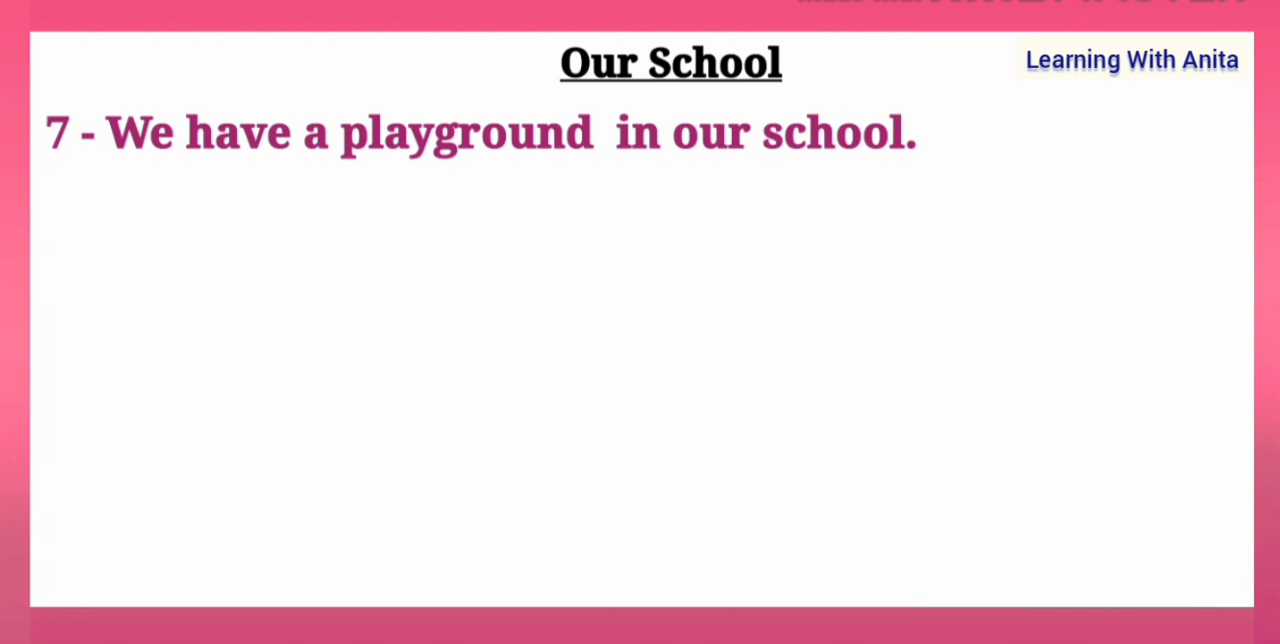 Our School
Learning With Anita
7 - We have a playground in our school.